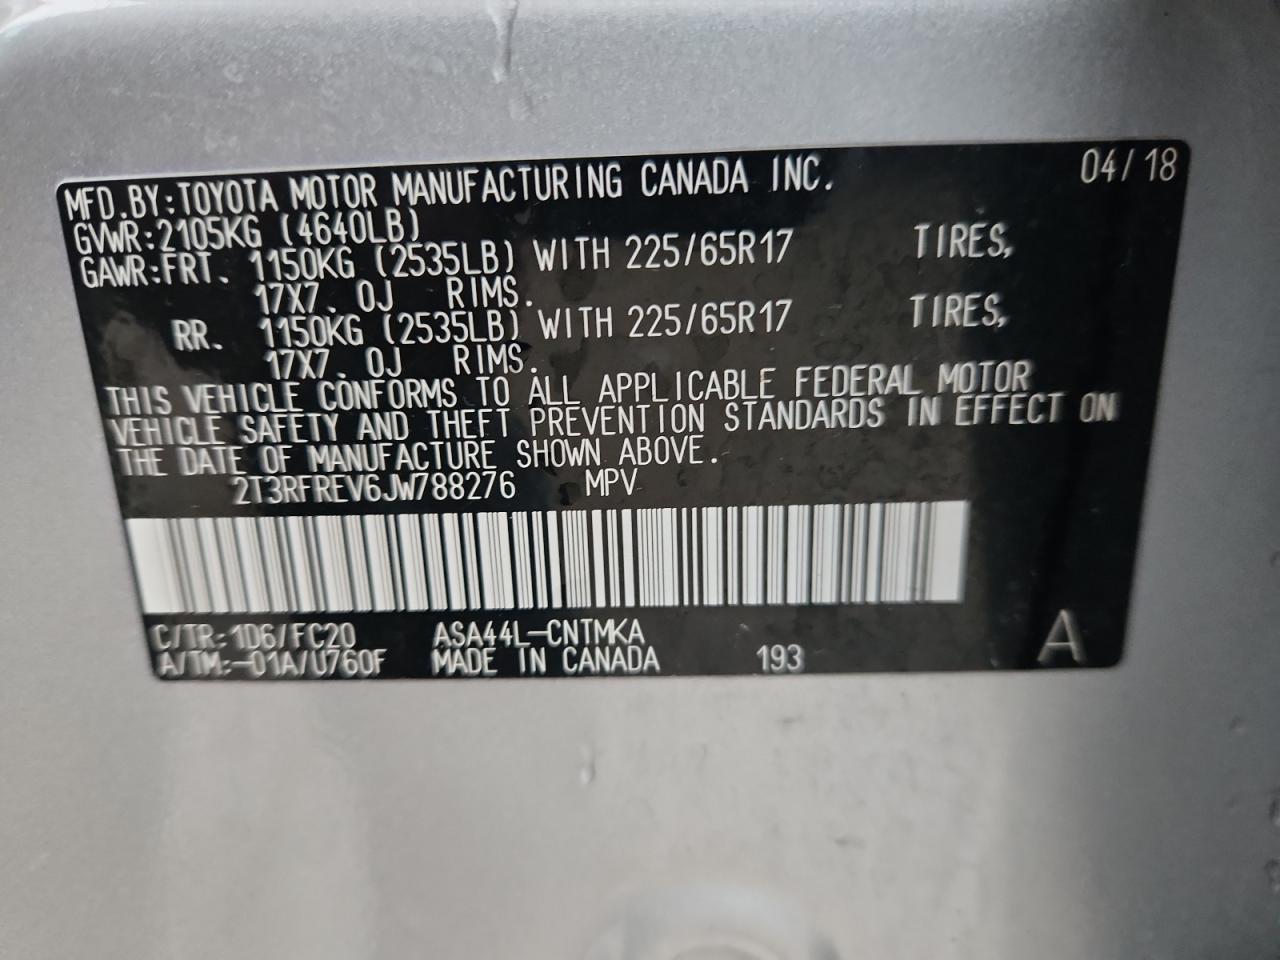 MFD.BY:TOYOTA MOTOR MANUFACTURING CANADA INC. 04/18
GVWR:2105KG (4640LB)
GAWR:FRT. 1150KG (2535LB) WITH 225/65R17 TIRES,
17X7. 0J RIMS.
RR. 1150KG (2535LB) WITH 225/65R17 TIRES,
17X7. 0J RIMS.
THIS VEHICLE CONFORMS TO ALL APPLICABLE FEDERAL MOTOR
VEHICLE SAFETY AND THEFT PREVENTION STANDARDS IN EFFECT ON
THE DATE OF MANUFACTURE SHOWN ABOVE.
2T3RFREV6JW788276 MPV
C/TR:1D6/FC20 ASA44L-CNTMKA
A/TM:-01A/U760F MADE IN CANADA 193 A